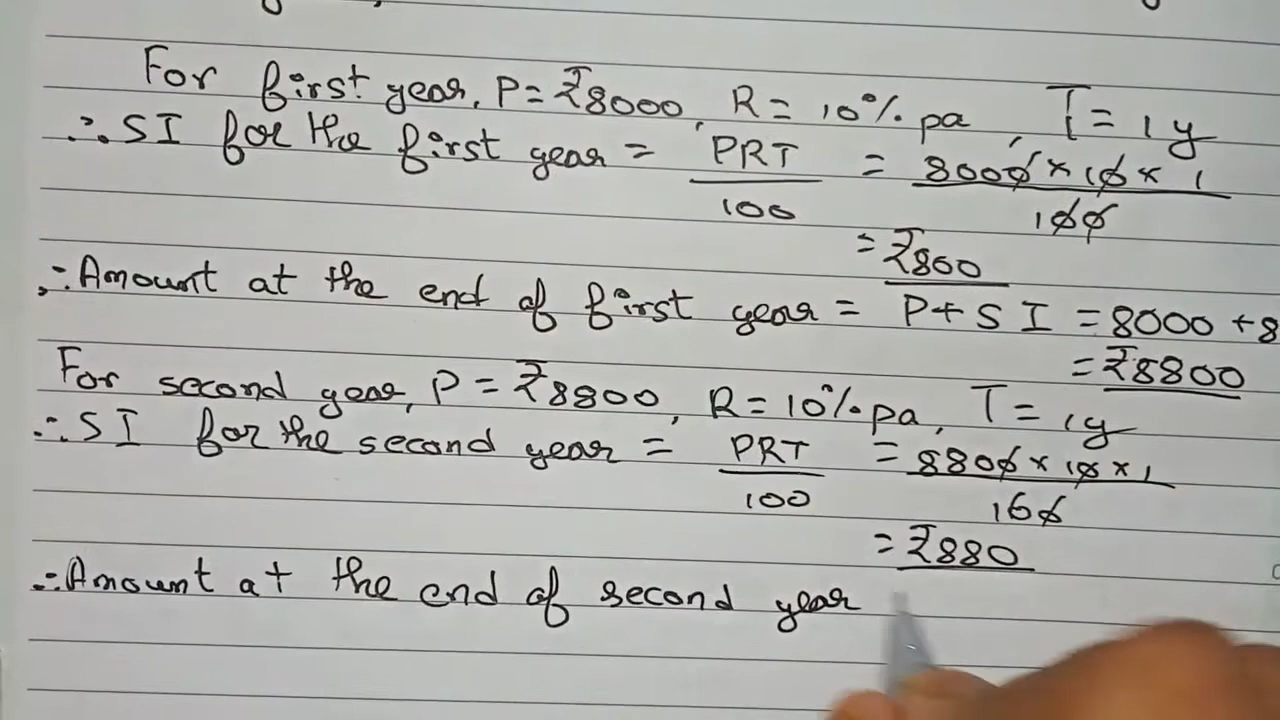 For first year, P = ₹8000, R = 10% pa, T = 1y
∴ SI for the first year = PRT/100 = 8000 × 10 × 1/100
= ₹800
∴ Amount at the end of first year = P + SI = 8000 + 8
= ₹8800
For second year, P = ₹8800, R = 10% pa, T = 1y
∴ SI for the second year = PRT/100 = 8800 × 10 × 1/100
= ₹880
∴ Amount at the end of second year